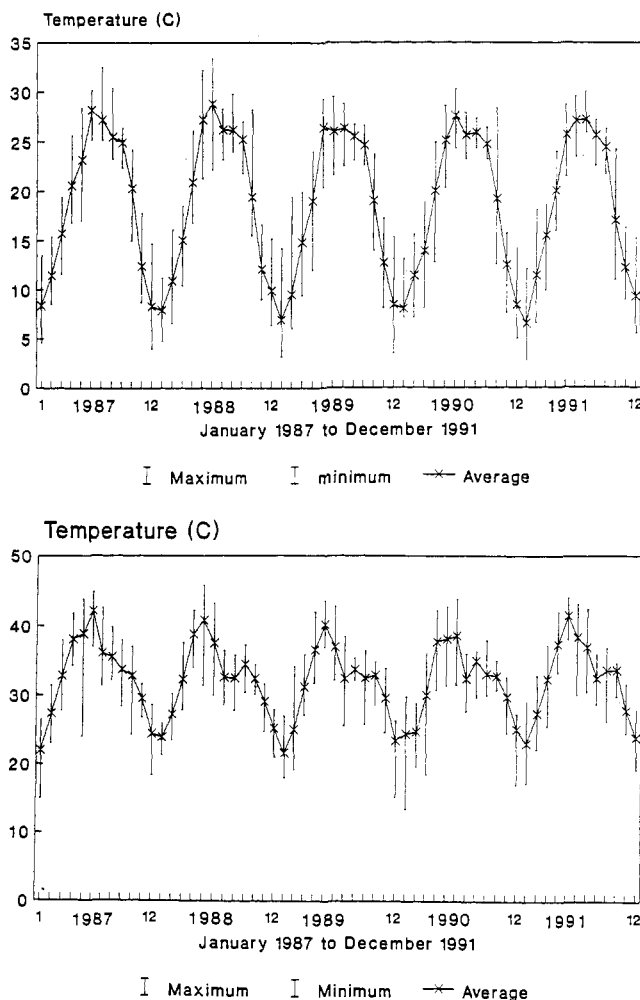 Temperature (C)
35
30
25
20
15
10
5
0
1 1987 12 1988 12 1989 12 1990 12 1991 12
January 1987 to December 1991
Maximum minimum Average
Temperature (C)
50
40
30
20
10
0
1 1987 12 1988 12 1989 12 1990 12 1991 12
January 1987 to December 1991
Maximum Minimum Average